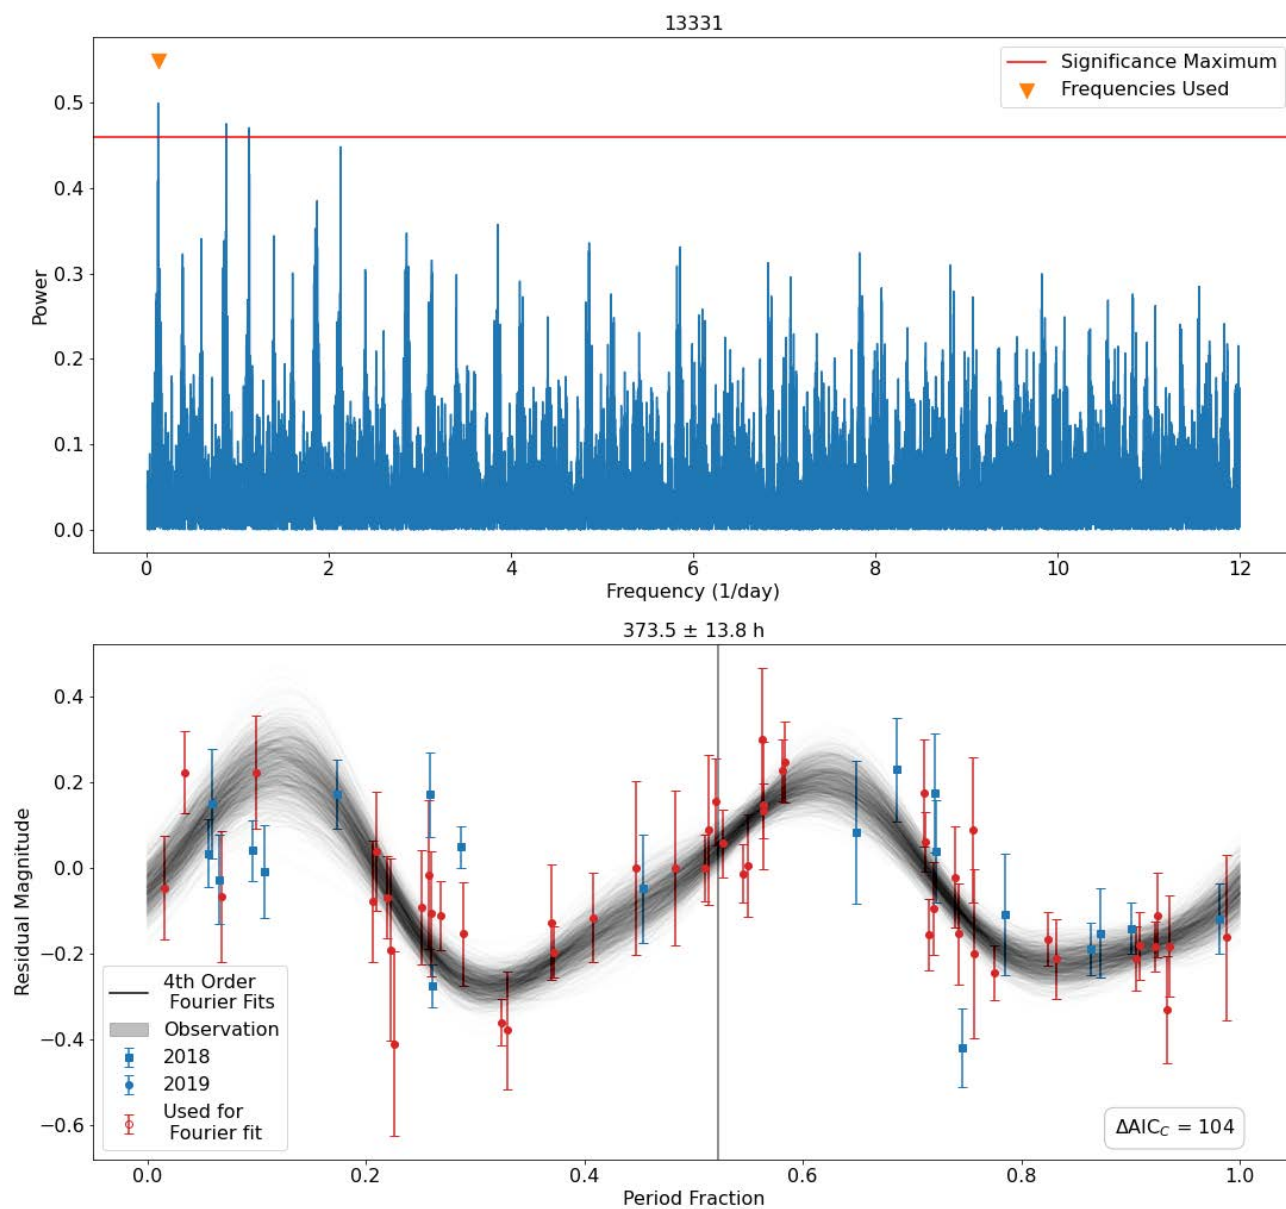 13331
Significance Maximum
Frequencies Used
0.5
0.4
0.3
0.2
0.1
0.0
Power
0 2 4 6 8 10 12
Frequency (1/day)
373.5 ± 13.8 h
0.4
0.2
0.0
−0.2
−0.4
−0.6
Residual Magnitude
4th Order
Fourier Fits
Observation
2018
2019
Used for
Fourier fit
ΔAIC_C = 104
0.0 0.2 0.4 0.6 0.8 1.0
Period Fraction